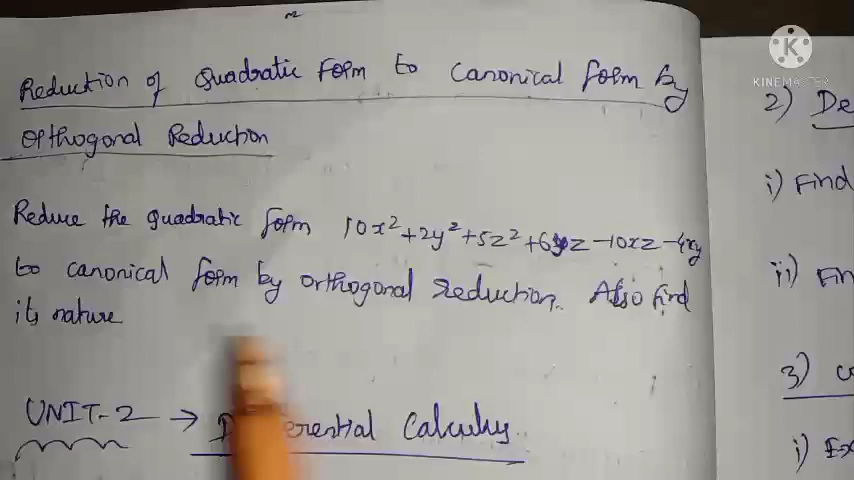 Reduction of Quadratic Form to Canonical form by
Orthogonal Reduction
Reduce the quadratic form 10x²+2y²+5z²+6yz-10xz-4xy
to canonical form by orthogonal reduction. Also find
its nature
UNIT-2 → Differential Calculus
KINEMASTER
2) De
i) Find
ii) Fin
3)
i) Ex